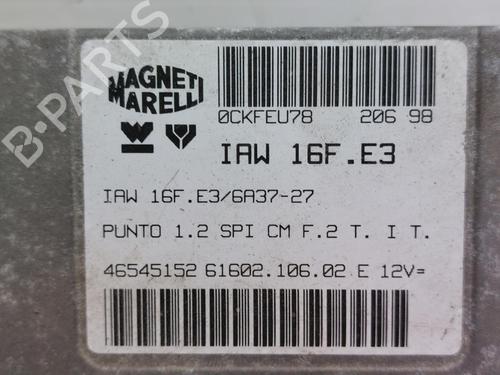 B-PARTS
MAGNETI
MARELLI
0CKFEU78 206 98
IAW 16F.E3
IAW 16F.E3/6A37-27
PUNTO 1.2 SPI CM F.2 T. I T.
46545152 61602.106.02 E 12V=